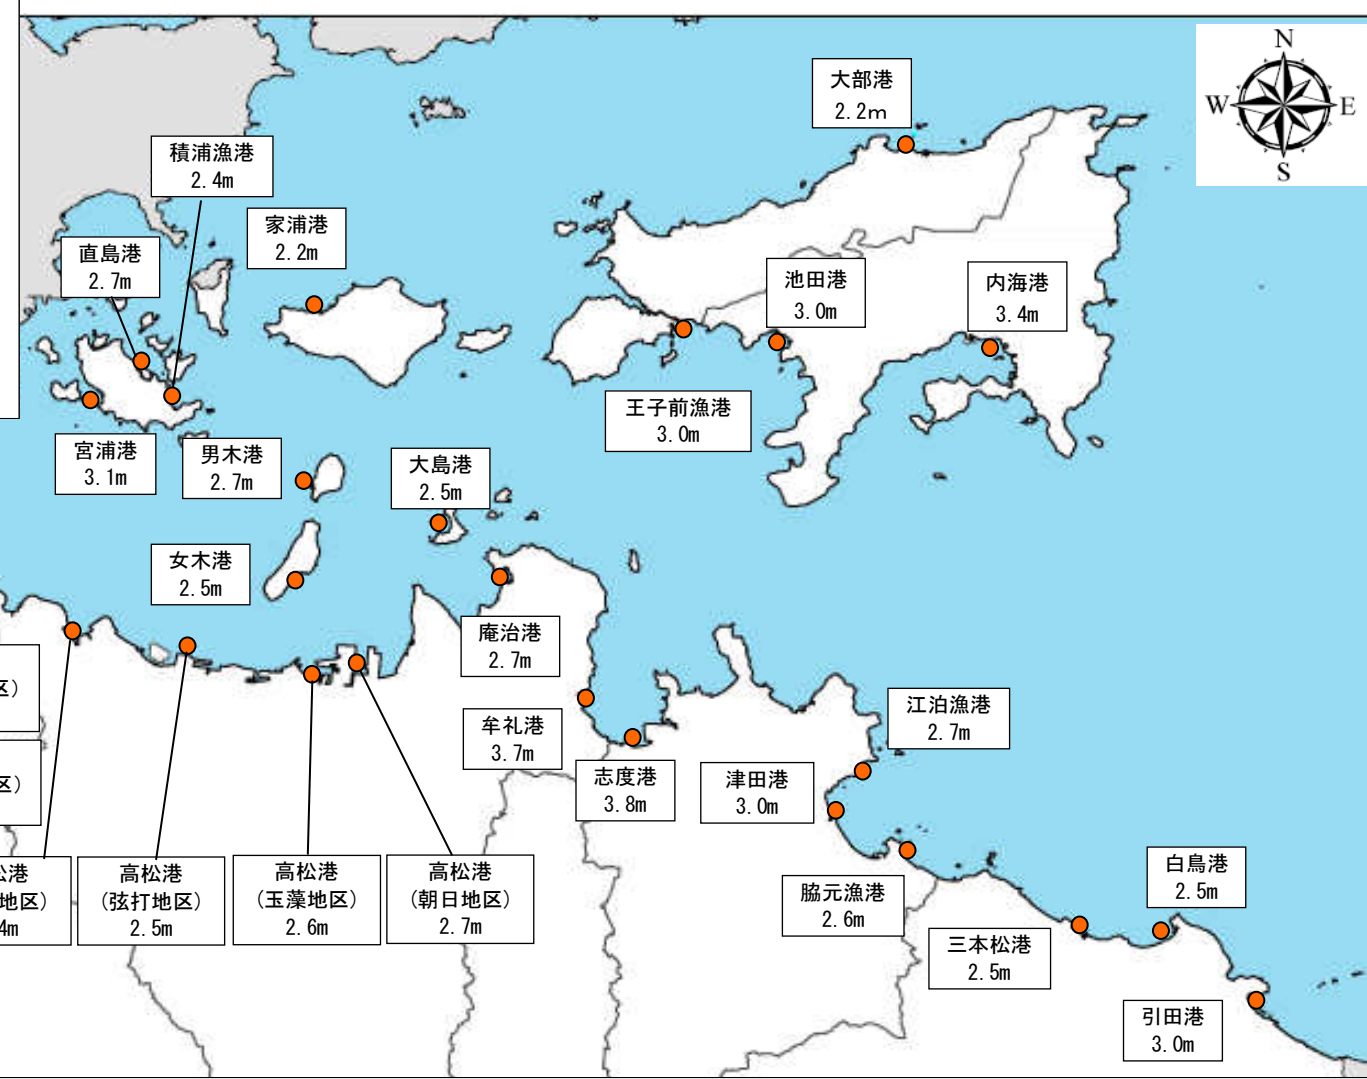 N
W
E
S
大部港
2.2m
積浦漁港
2.4m
家浦港
2.2m
直島港
2.7m
池田港
3.0m
内海港
3.4m
王子前漁港
3.0m
宮浦港
3.1m
男木港
2.7m
大島港
2.5m
女木港
2.5m
庵治港
2.7m
区)
牟礼港
3.7m
江泊漁港
2.7m
区)
志度港
3.8m
津田港
3.0m
港
地区)
4m
高松港
(弦打地区)
2.5m
高松港
(玉藻地区)
2.6m
高松港
(朝日地区)
2.7m
脇元漁港
2.6m
白鳥港
2.5m
三本松港
2.5m
引田港
3.0m